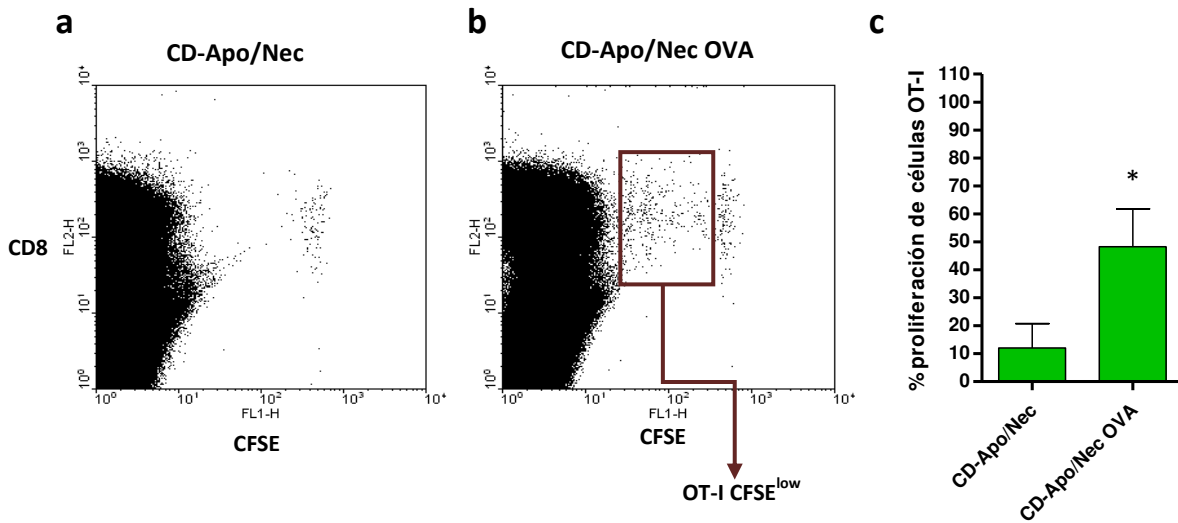 a
CD-Apo/Nec
10⁴
10³
10²
10¹
10⁰
FL2-H
CD8
10⁰ 10¹ 10² 10³ 10⁴
FL1-H
CFSE
b
CD-Apo/Nec OVA
10⁴
10³
10²
10¹
10⁰
FL2-H
10⁰ 10¹ 10² 10³ 10⁴
FL1-H
CFSE
OT-I CFSE^low
c
% proliferación de células OT-I
110
100
90
80
70
60
50
40
30
20
10
0
*
CD-Apo/Nec
CD-Apo/Nec OVA